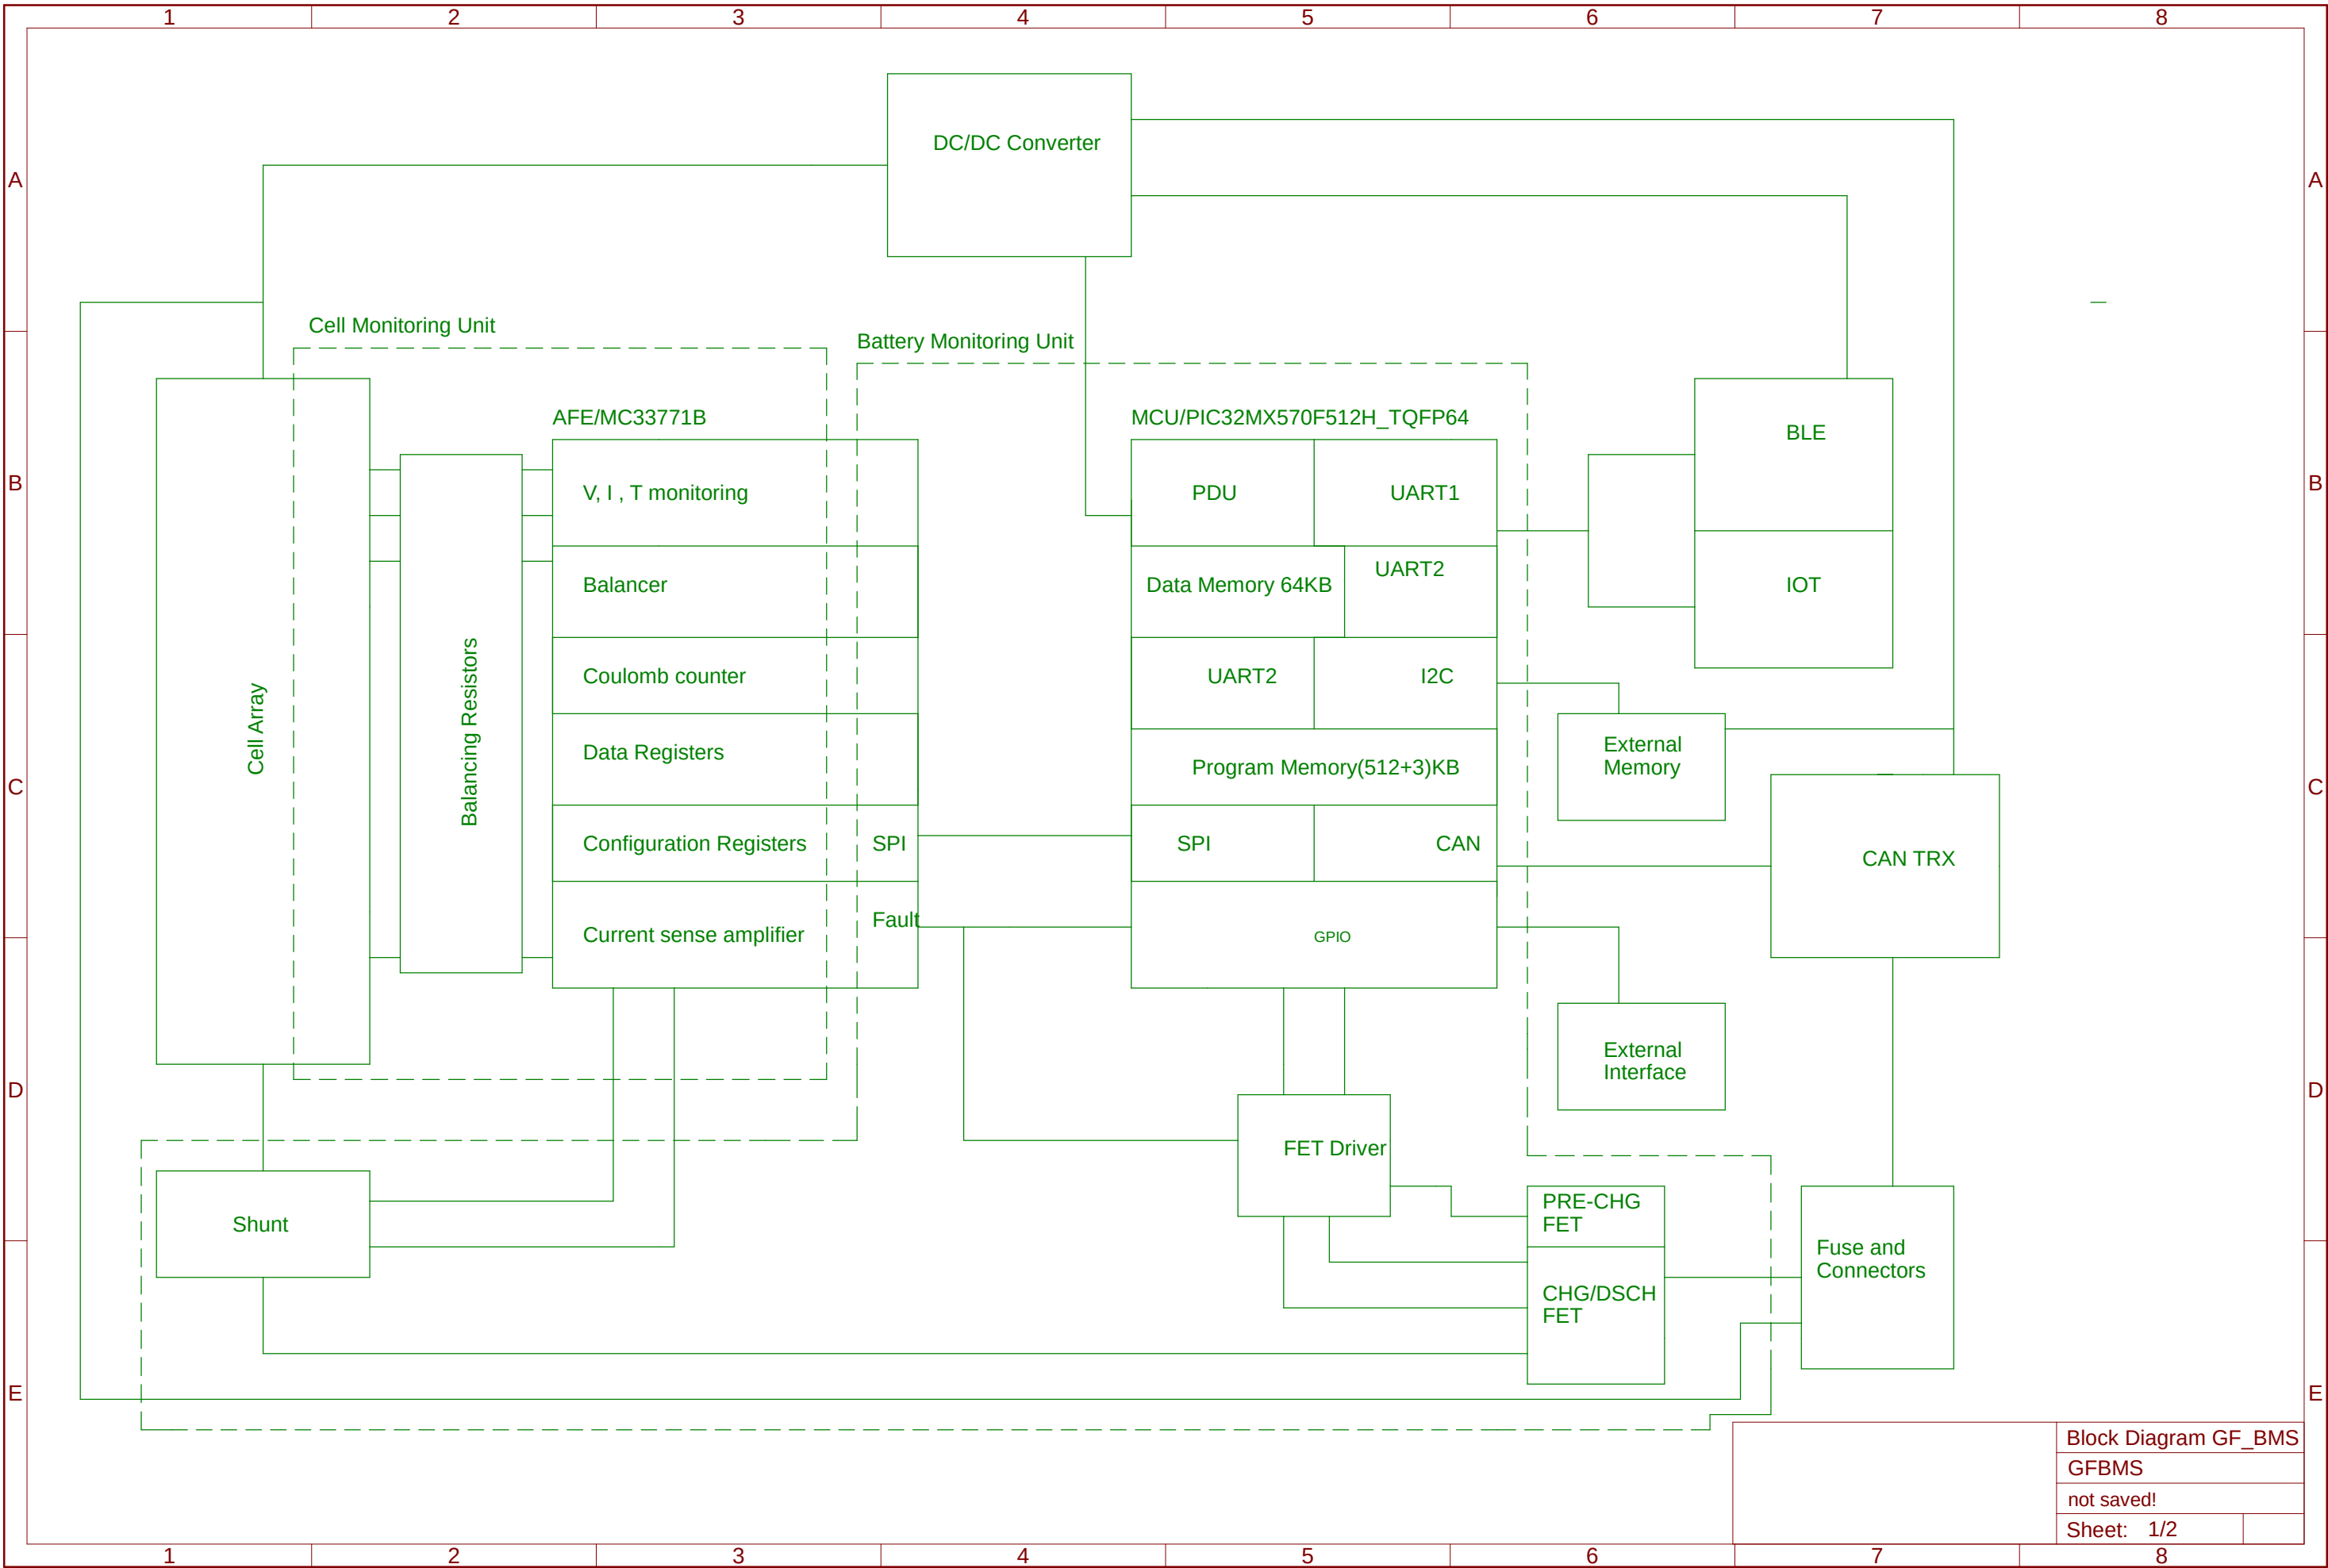 1 2 3 4 5 6 7 8
DC/DC Converter
A A
Cell Monitoring Unit
Battery Monitoring Unit
AFE/MC33771B
MCU/PIC32MX570F512H_TQFP64
BLE
B B
V, I , T monitoring
PDU
UART1
UART2
Balancer
Data Memory 64KB
IOT
Cell Array
Balancing Resistors
Coulomb counter
UART2
I2C
Data Registers
External
Memory
Program Memory(512+3)KB
C C
Configuration Registers
SPI
SPI
CAN
CAN TRX
Fault
Current sense amplifier
GPIO
External
Interface
D D
FET Driver
PRE-CHG
FET
Shunt
Fuse and
Connectors
CHG/DSCH
FET
E E
Block Diagram GF_BMS
GFBMS
not saved!
Sheet: 1/2
1 2 3 4 5 6 7 8